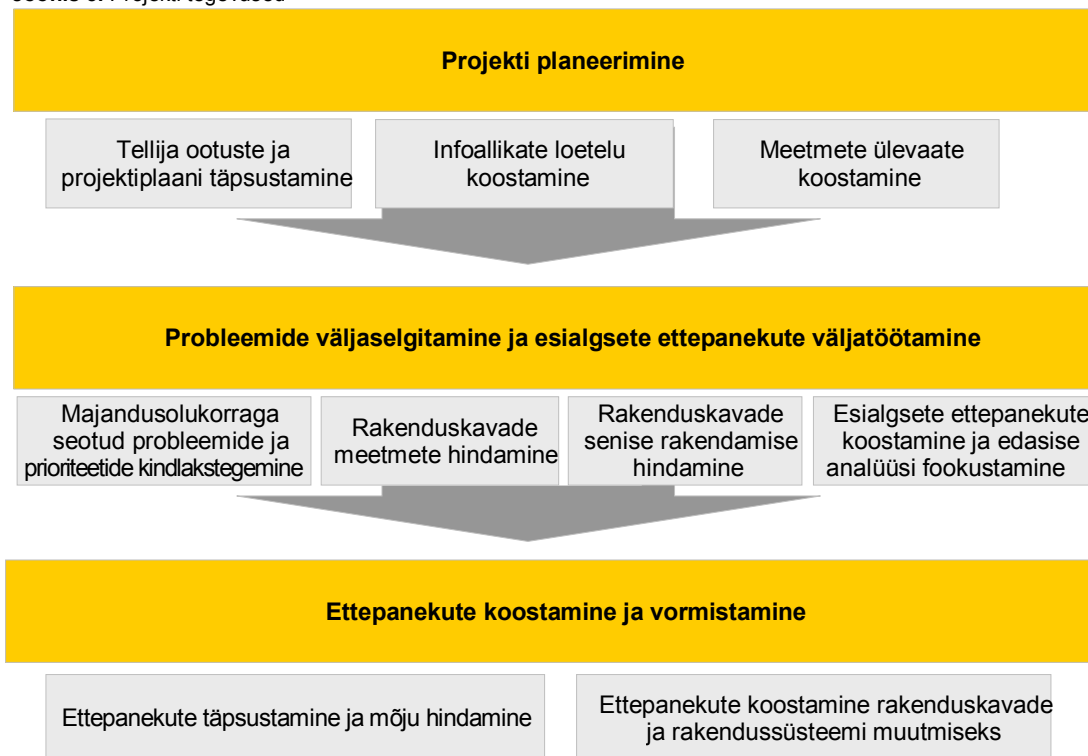 Projekti planeerimine
Tellija ootuste ja
projektiplaani täpsustamine
Infoallikate loetelu
koostamine
Meetmete ülevaate
koostamine
Probleemide väljaselgitamine ja esialgsete ettepanekute väljatöötamine
Majandusolukorraga
seotud probleemide ja
prioriteetide kindlakstegemine
Rakenduskavade
meetmete hindamine
Rakenduskavade
senise rakendamise
hindamine
Esialgsete ettepanekute
koostamine ja edasise
analüüsi fookustamine
Ettepanekute koostamine ja vormistamine
Ettepanekute täpsustamine ja mõju hindamine
Ettepanekute koostamine rakenduskavade
ja rakendussüsteemi muutmiseks